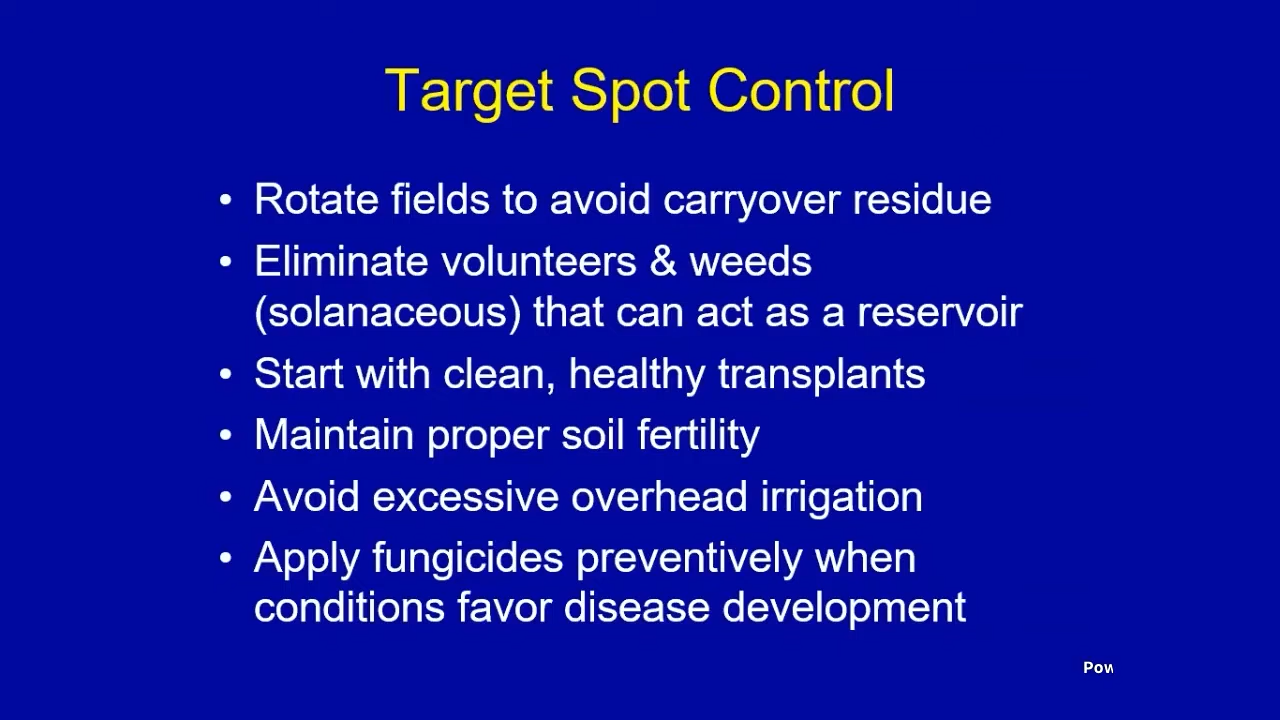 Target Spot Control
• Rotate fields to avoid carryover residue
• Eliminate volunteers & weeds
(solanaceous) that can act as a reservoir
• Start with clean, healthy transplants
• Maintain proper soil fertility
• Avoid excessive overhead irrigation
• Apply fungicides preventively when
conditions favor disease development